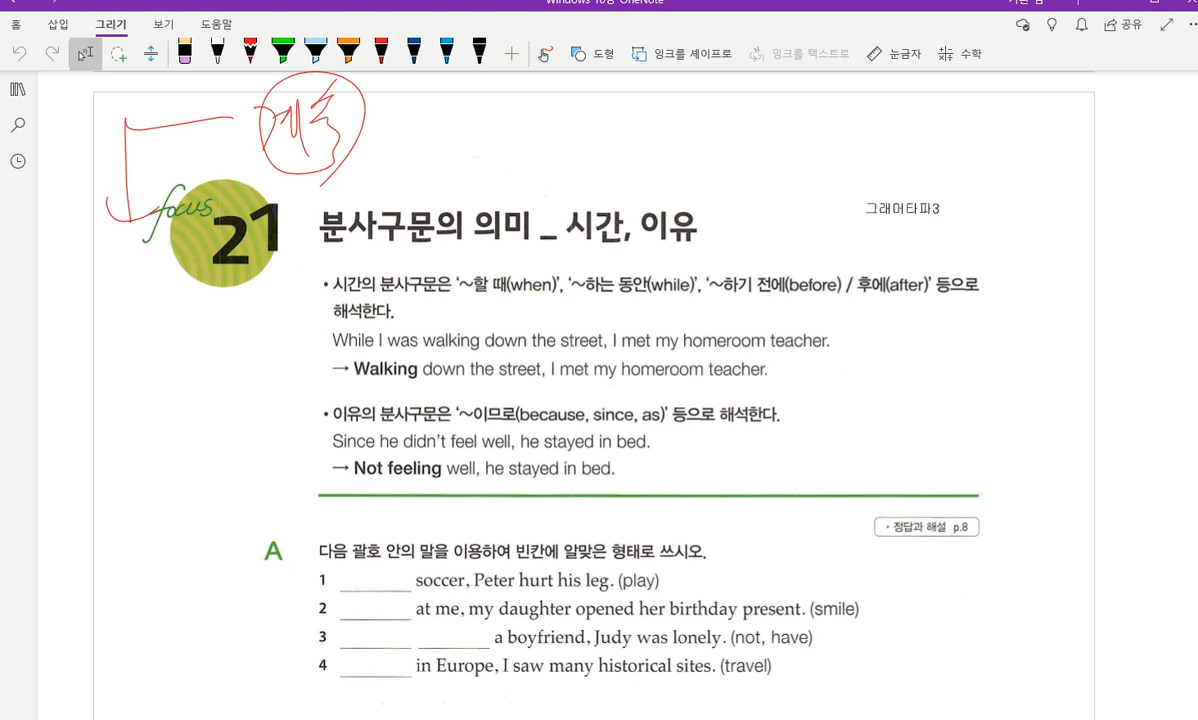 Windows 10용 OneNote
홈 삽입 그리기 보기 도움말
공유
도형 잉크를 셰이프로 잉크를 텍스트로 눈금자 수학
focus
21
분사구문의 의미 _ 시간, 이유
그래머타파3
• 시간의 분사구문은 ‘~할 때(when)’, ‘~하는 동안(while)’, ‘~하기 전에(before) / 후에(after)’ 등으로
해석한다.
While I was walking down the street, I met my homeroom teacher.
→ Walking down the street, I met my homeroom teacher.
• 이유의 분사구문은 ‘~이므로(because, since, as)’ 등으로 해석한다.
Since he didn’t feel well, he stayed in bed.
→ Not feeling well, he stayed in bed.
• 정답과 해설 p.8
A 다음 괄호 안의 말을 이용하여 빈칸에 알맞은 형태로 쓰시오.
1 ________ soccer, Peter hurt his leg. (play)
2 ________ at me, my daughter opened her birthday present. (smile)
3 ________ ________ a boyfriend, Judy was lonely. (not, have)
4 ________ in Europe, I saw many historical sites. (travel)